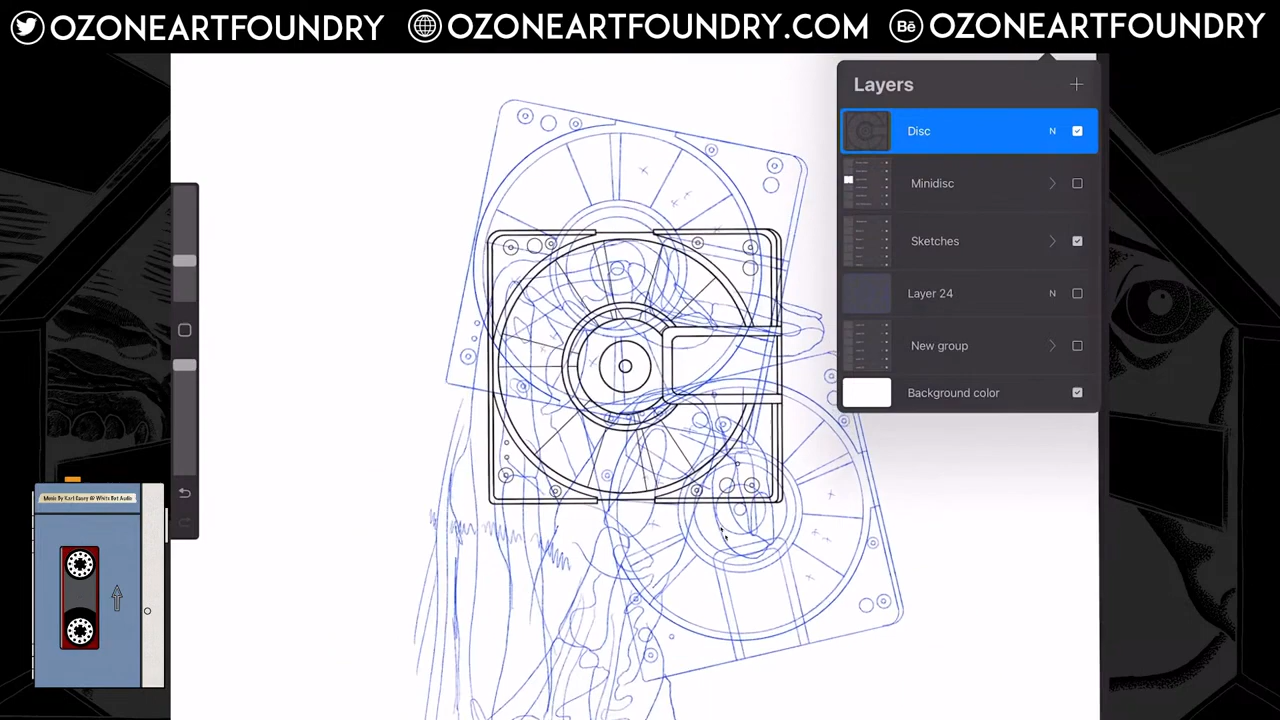 OZONEARTFOUNDRY OZONEARTFOUNDRY.COM Bē OZONEARTFOUNDRY
Layers
Disc N
Minidisc
Sketches
Layer 24 N
New group
Background color
Music By Karl Casey @ White Bat Audio